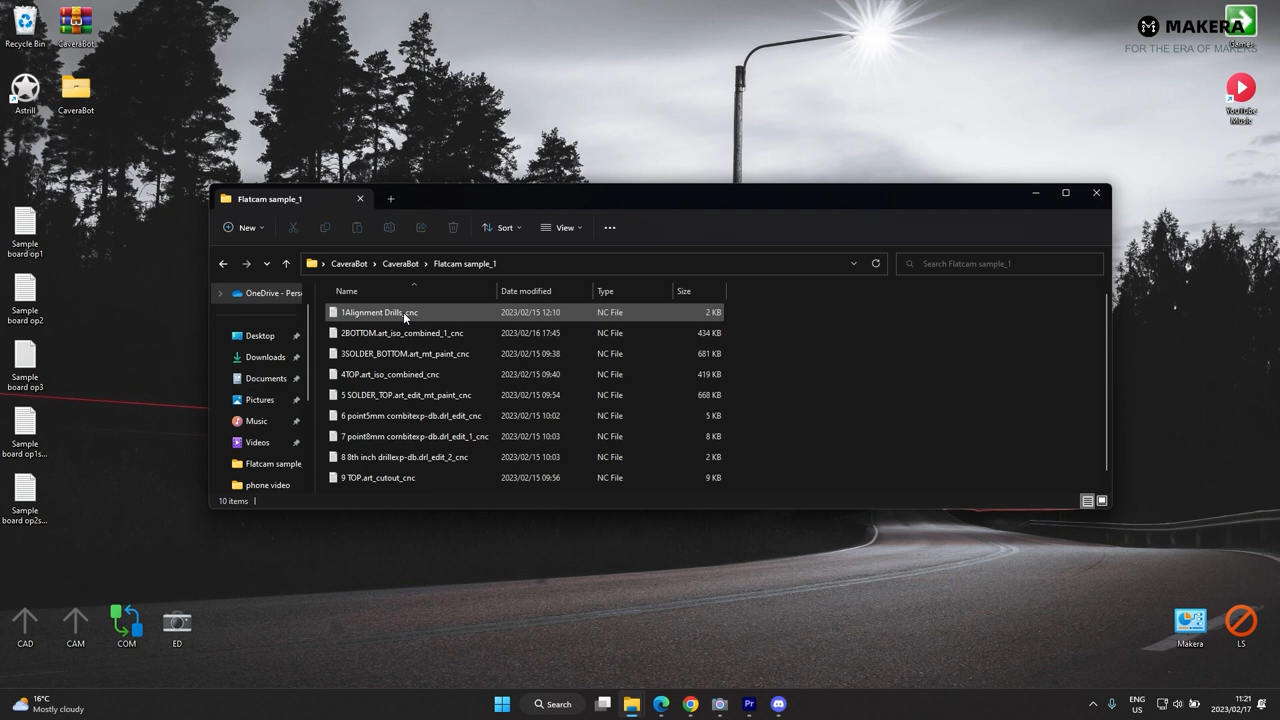 Recycle Bin
CaveraBot
Astrill
CaveraBot
MAKERA
FOR THE ERA OF MAKERS
Games
YouTube
Music
Sample
board op1
Sample
board op2
Sample
board op3
Sample
board op1s...
Sample
board op2s...
Flatcam sample_1
New
Sort
View
CaveraBot
CaveraBot
Flatcam sample_1
Search Flatcam sample_1
OneDrive - Pers
Desktop
Downloads
Documents
Pictures
Music
Videos
Flatcam sample_
phone video
Name Date modified Type Size
1Alignment Drills_cnc 2023/02/15 12:10 NC File 2 KB
2BOTTOM.art_iso_combined_1_cnc 2023/02/16 17:45 NC File 434 KB
3SOLDER_BOTTOM.art_mt_paint_cnc 2023/02/15 09:38 NC File 681 KB
4TOP.art_iso_combined_cnc 2023/02/15 09:40 NC File 419 KB
5 SOLDER_TOP.art_edit_mt_paint_cnc 2023/02/15 09:54 NC File 668 KB
6 point5mm cornbitexp-db.drl_edit_cnc 2023/02/15 10:02 NC File 5 KB
7 point8mm cornbitexp-db.drl_edit_1_cnc 2023/02/15 10:03 NC File 8 KB
8 8th inch drillexp-db.drl_edit_2_cnc 2023/02/15 10:03 NC File 2 KB
9 TOP.art_cutout_cnc 2023/02/15 09:56 NC File 9 KB
10 items
CAD
CAM
COM
ED
Makera
LS
16°C
Mostly cloudy
Search
Pr
ENG
US
11:21
2023/02/17